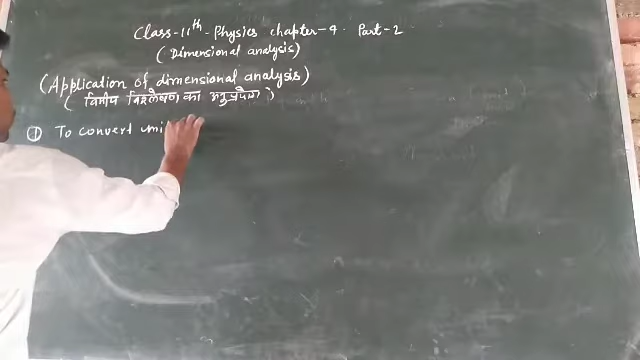 Class-11th Physics chapter-4 Part-2
(Dimensional analysis)
(Application of dimensional analysis)
(विमीय विश्लेषण का अनुप्रयोग)
① To convert uni